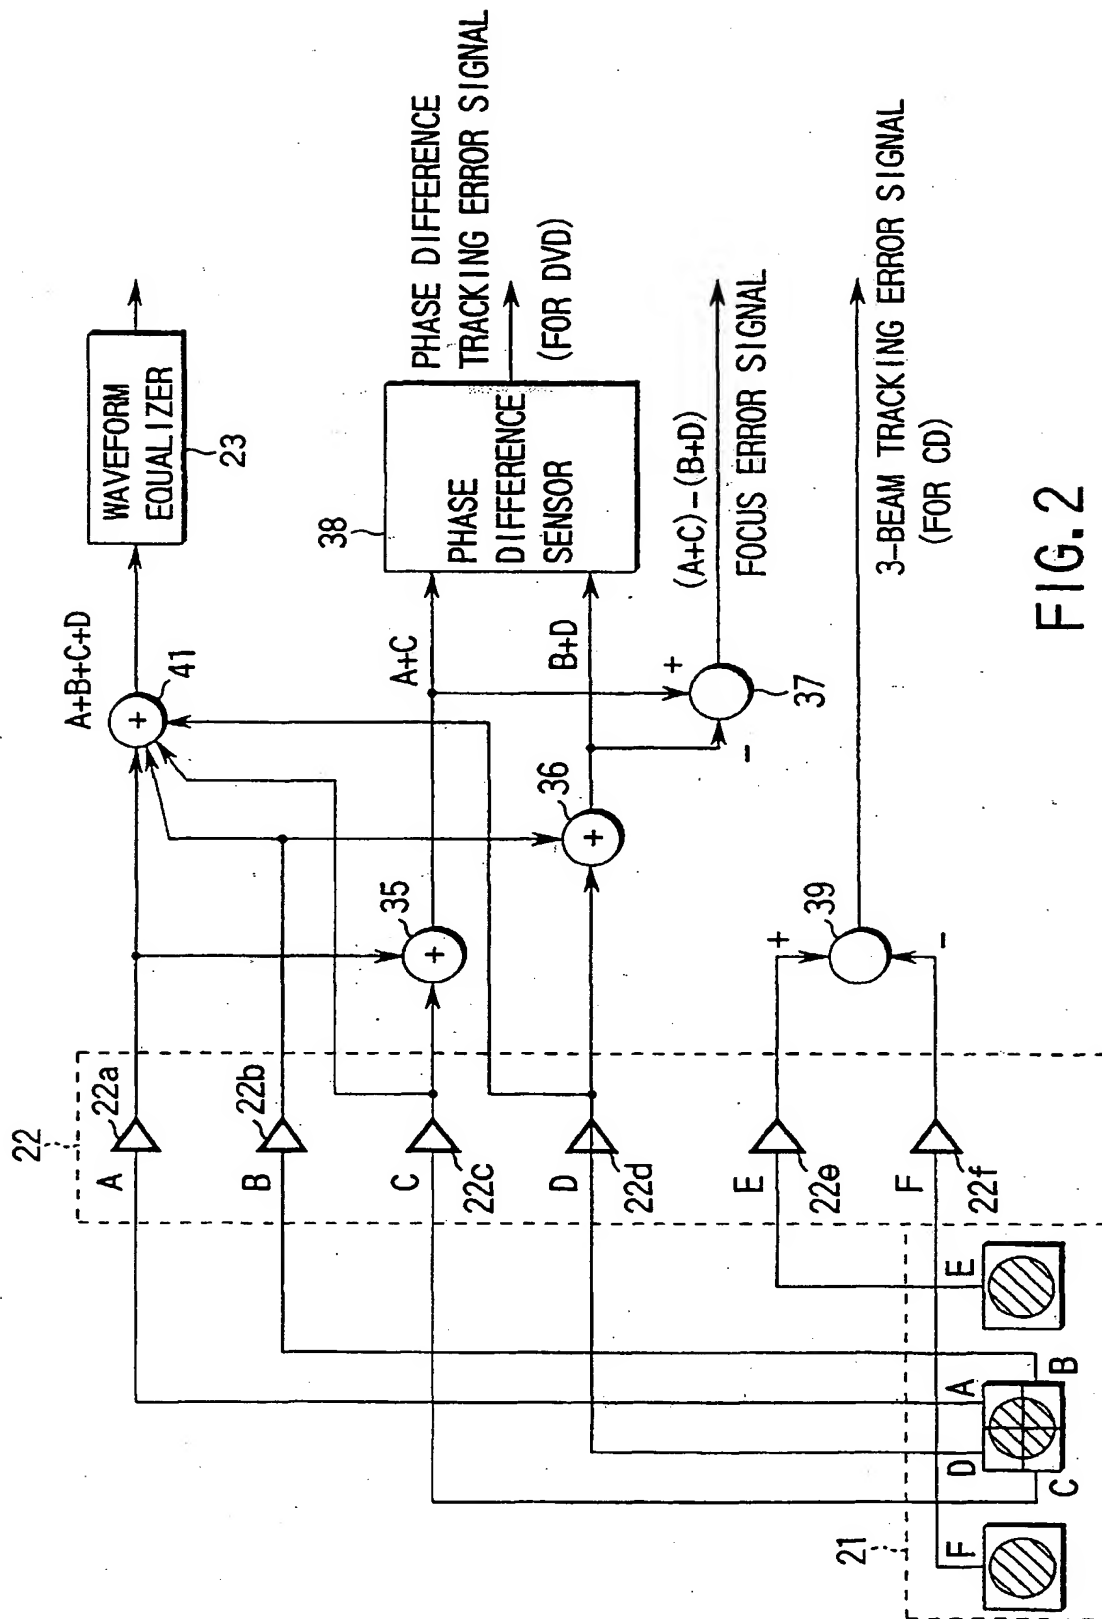 22
A
22a
B
22b
C
22c
D
22d
E
22e
F
22f
21
F
D
A
C
B
E
A+B+C+D
+
41
WAVEFORM
EQUALIZER
23
+
35
A+C
+
36
B+D
38
PHASE
DIFFERENCE
SENSOR
PHASE DIFFERENCE
TRACKING ERROR SIGNAL
(FOR DVD)
+
-
37
(A+C)-(B+D)
FOCUS ERROR SIGNAL
+
-
39
3-BEAM TRACKING ERROR SIGNAL
(FOR CD)
FIG.2